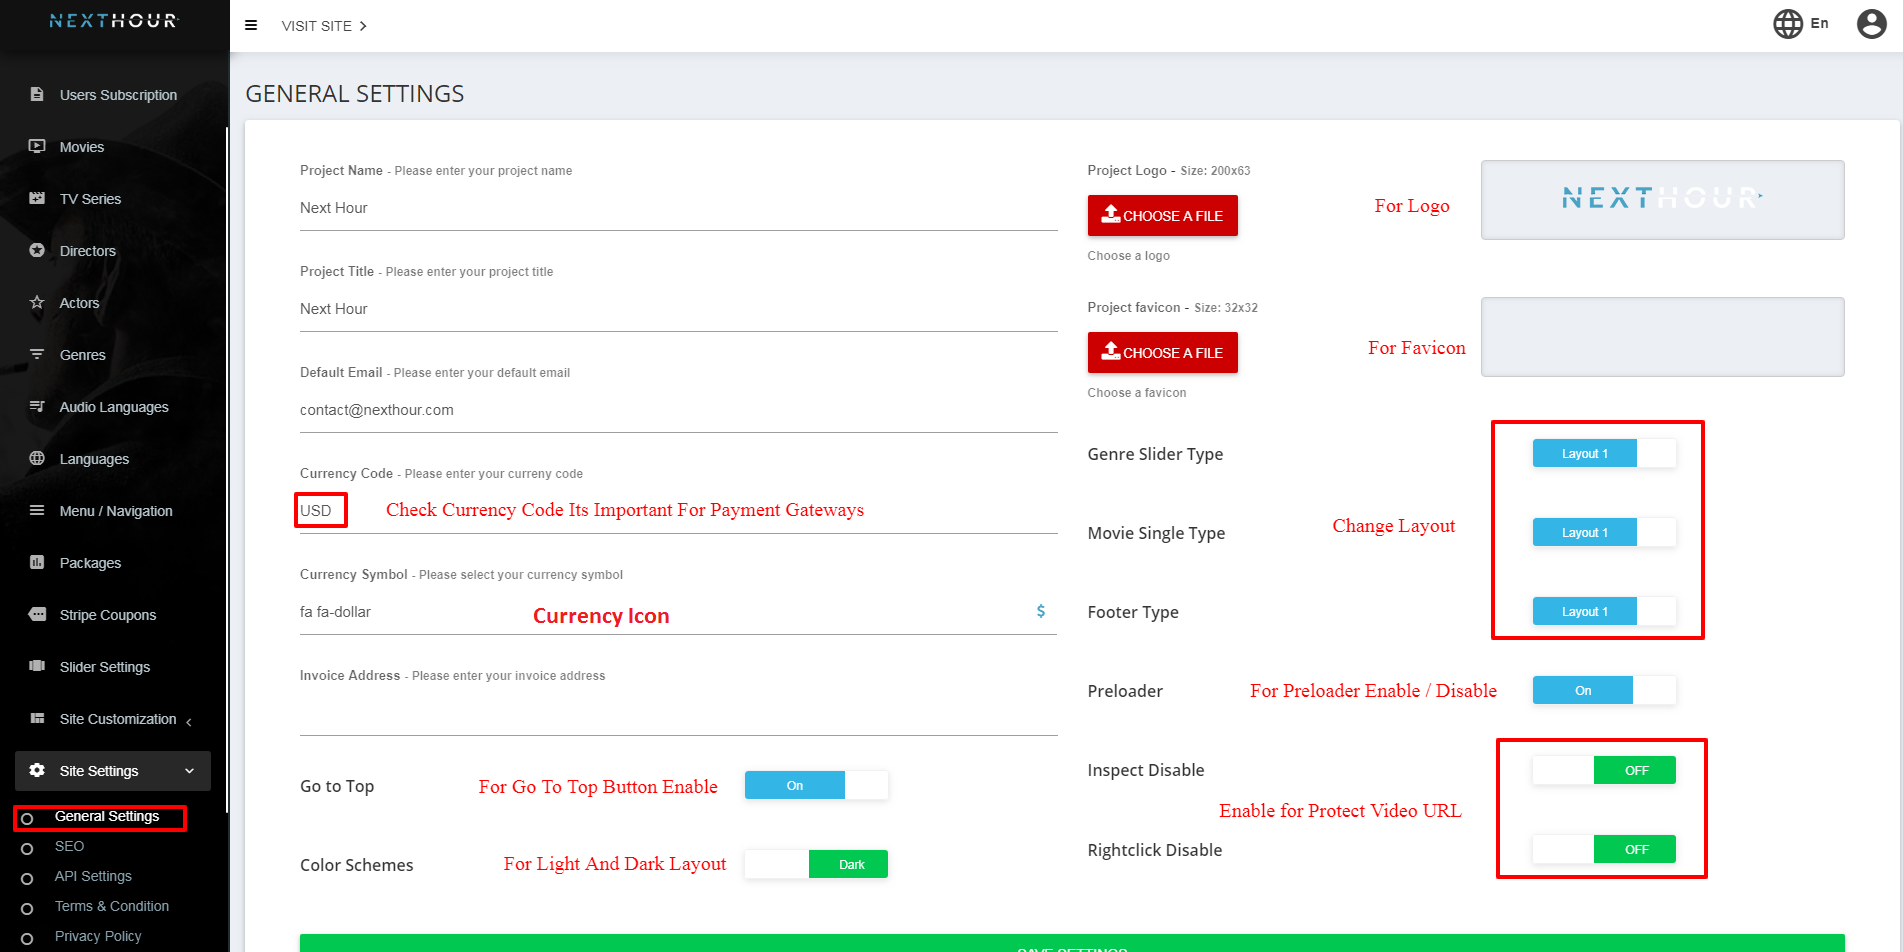 NEXTHOUR
VISIT SITE
En
Users Subscription
Movies
TV Series
Directors
Actors
Genres
Audio Languages
Languages
Menu / Navigation
Packages
Stripe Coupons
Slider Settings
Site Customization
Site Settings
General Settings
SEO
API Settings
Terms & Condition
Privacy Policy
GENERAL SETTINGS
Project Name - Please enter your project name
Next Hour
Project Title - Please enter your project title
Next Hour
Default Email - Please enter your default email
contact@nexthour.com
Currency Code - Please enter your curreny code
USD
Check Currency Code Its Important For Payment Gateways
Currency Symbol - Please select your currency symbol
fa fa-dollar
Currency Icon
$
Invoice Address - Please enter your invoice address
Go to Top
For Go To Top Button Enable
On
Color Schemes
For Light And Dark Layout
Dark
Project Logo - Size: 200x63
CHOOSE A FILE
For Logo
NEXTHOUR
Choose a logo
Project favicon - Size: 32x32
CHOOSE A FILE
For Favicon
Choose a favicon
Genre Slider Type
Layout 1
Movie Single Type
Change Layout
Layout 1
Footer Type
Layout 1
Preloader
For Preloader Enable / Disable
On
Inspect Disable
OFF
Enable for Protect Video URL
Rightclick Disable
OFF
SAVE SETTINGS